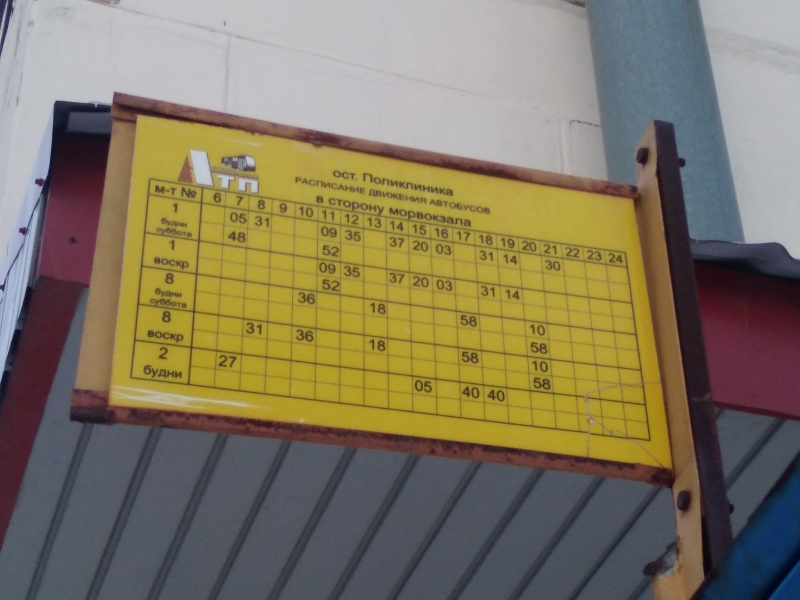 АТП
ост. Поликлиника
РАСПИСАНИЕ ДВИЖЕНИЯ АВТОБУСОВ
в сторону морвокзала
м-т № 6 7 8 9 10 11 12 13 14 15 16 17 18 19 20 21 22 23 24
1 05 31 09 35 37 20 03 31 14 30
будни суббота 48 52
1 09 35 37 20 03 31 14
воскр 52
8 36 18 58 10
будни суббота 58
8 31 36 18 58 10
воскр 58
2 27
будни 05 40 40